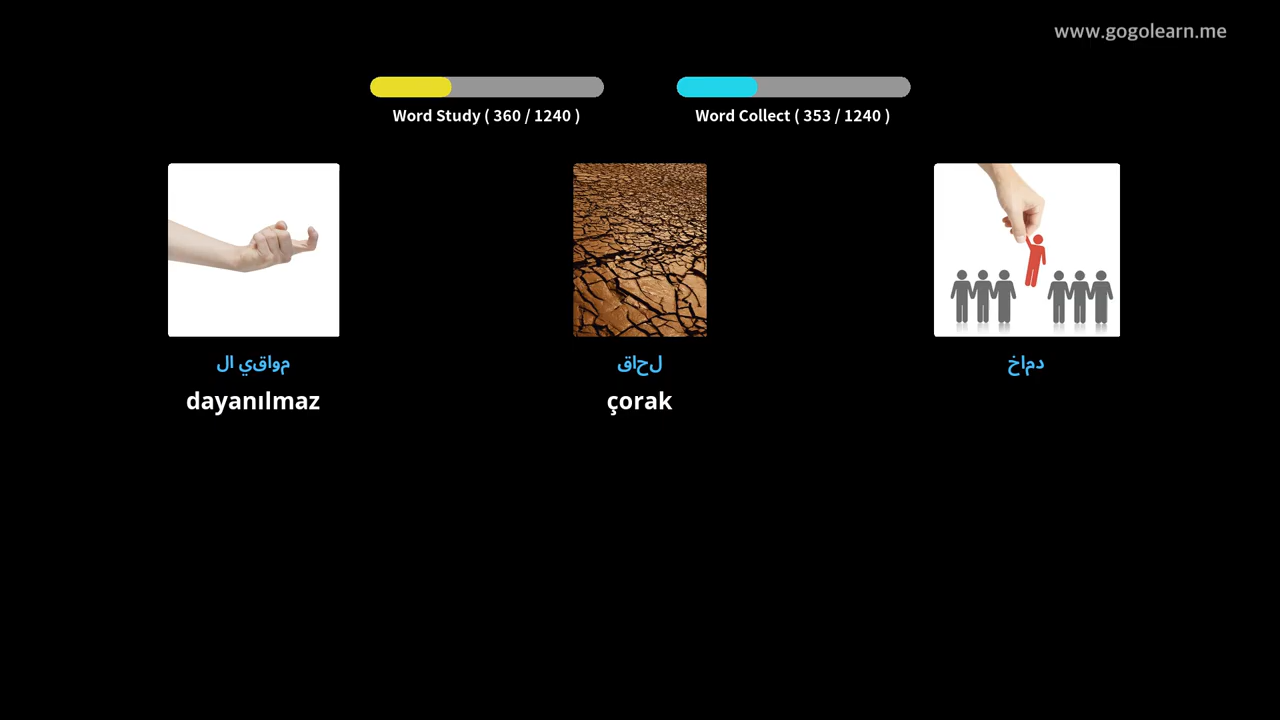 www.gogolearn.me
Word Study ( 360 / 1240 )
Word Collect ( 353 / 1240 )
مواقي ال
لحاق
دماخ
dayanılmaz
çorak